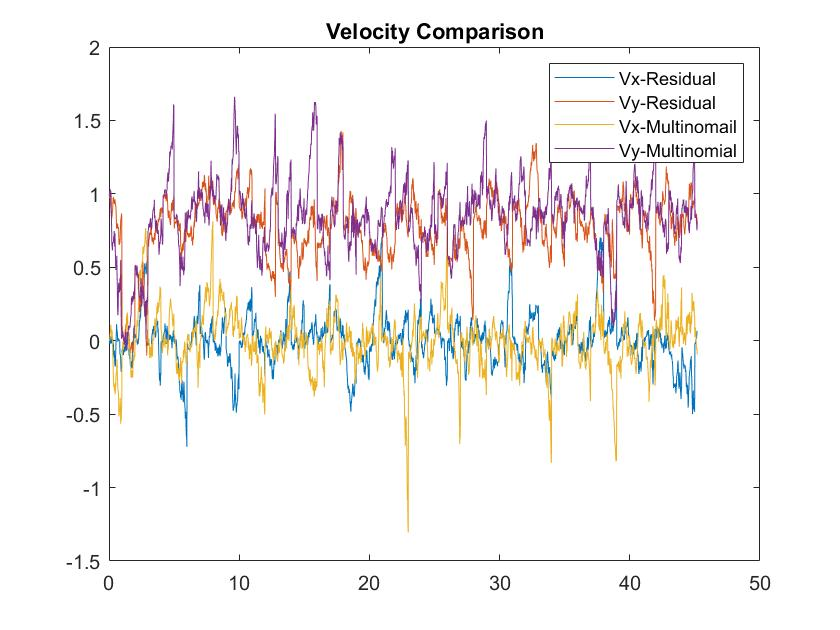 Velocity Comparison
2
1.5
1
0.5
0
-0.5
-1
-1.5
0 10 20 30 40 50
Vx-Residual
Vy-Residual
Vx-Multinomail
Vy-Multinomial